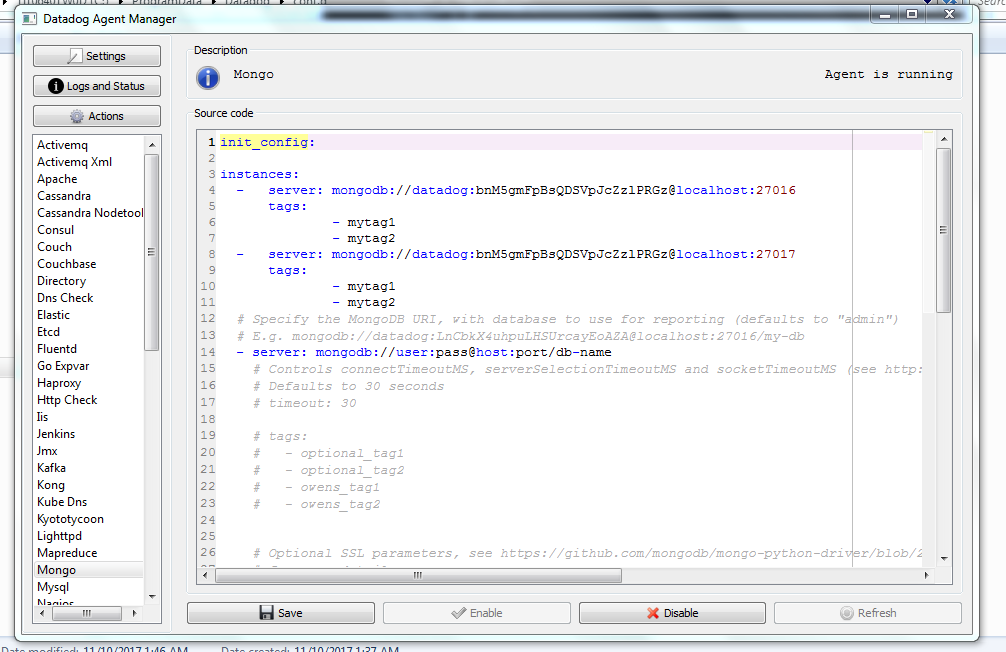 ProgramData
Datadog
conf.d
Datadog Agent Manager
Settings
Logs and Status
Actions
Activemq
Activemq Xml
Apache
Cassandra
Cassandra Nodetool
Consul
Couch
Couchbase
Directory
Dns Check
Elastic
Etcd
Fluentd
Go Expvar
Haproxy
Http Check
Iis
Jenkins
Jmx
Kafka
Kong
Kube Dns
Kyototycoon
Lighttpd
Mapreduce
Mongo
Mysql
Nagios
Description
Mongo Agent is running
Source code
1 init_config:
2
3 instances:
4 - server: mongodb://datadog:bnM5gmFpBsQDSVpJcZzlPRGz@localhost:27016
5 tags:
6 - mytag1
7 - mytag2
8 - server: mongodb://datadog:bnM5gmFpBsQDSVpJcZzlPRGz@localhost:27017
9 tags:
10 - mytag1
11 - mytag2
12 # Specify the MongoDB URI, with database to use for reporting (defaults to "admin")
13 # E.g. mongodb://datadog:LnCbkX4uhpuLHSUrcayEoAZA@localhost:27016/my-db
14 - server: mongodb://user:pass@host:port/db-name
15 # Controls connectTimeoutMS, serverSelectionTimeoutMS and socketTimeoutMS (see http:
16 # Defaults to 30 seconds
17 # timeout: 30
18
19 # tags:
20 # - optional_tag1
21 # - optional_tag2
22 # - owens_tag1
23 # - owens_tag2
24
25
26 # Optional SSL parameters, see https://github.com/mongodb/mongo-python-driver/blob/2
Save
Enable
Disable
Refresh
Date modified: 11/10/2017 1:46 AM Date created: 11/10/2017 1:37 AM